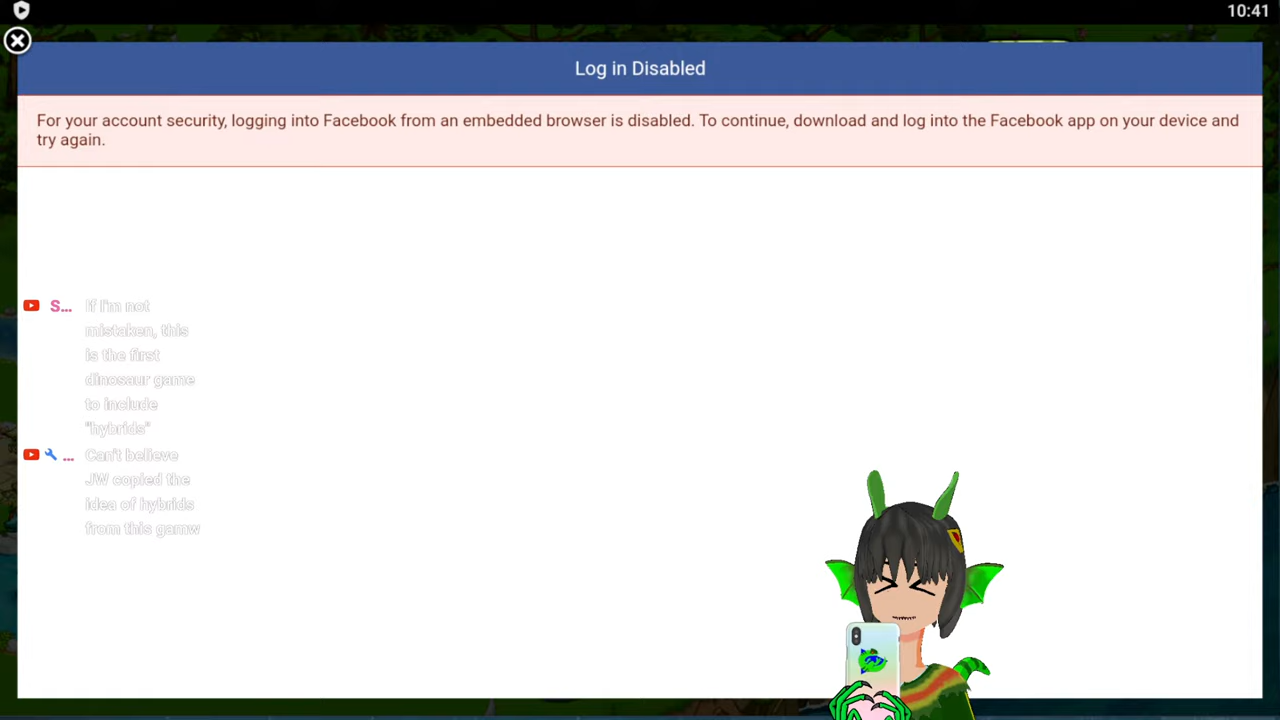 10:41
Log in Disabled
For your account security, logging into Facebook from an embedded browser is disabled. To continue, download and log into the Facebook app on your device and
try again.
S... If I'm not
mistaken, this
is the first
dinosaur game
to include
"hybrids"
... Can't believe
JW copied the
idea of hybrids
from this gamw